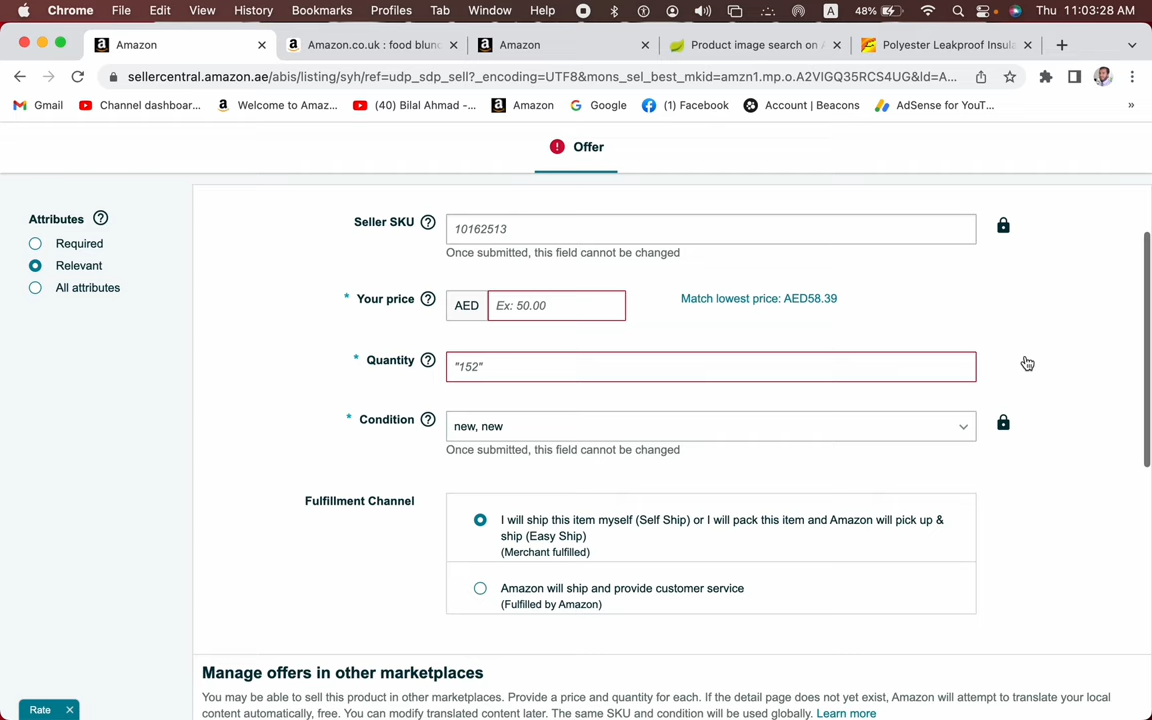 Chrome File Edit View History Bookmarks Profiles Tab Window Help A 48% Thu 11:03:28 AM
Amazon Amazon.co.uk : food blunc Amazon Product image search on A Polyester Leakproof Insula
sellercentral.amazon.ae/abis/listing/syh/ref=udp_sdp_sell?_encoding=UTF8&mons_sel_best_mkid=amzn1.mp.o.A2VIGQ35RCS4UG&ld=A...
Gmail Channel dashboar... Welcome to Amaz... (40) Bilal Ahmad -... Amazon Google (1) Facebook Account | Beacons AdSense for YouT... »
! Offer
Attributes ?
Required
Relevant
All attributes
Seller SKU ? 10162513
Once submitted, this field cannot be changed
* Your price ? AED Ex: 50.00 Match lowest price: AED58.39
* Quantity ? "152"
* Condition ? new, new
Once submitted, this field cannot be changed
Fulfillment Channel
I will ship this item myself (Self Ship) or I will pack this item and Amazon will pick up &
ship (Easy Ship)
(Merchant fulfilled)
Amazon will ship and provide customer service
(Fulfilled by Amazon)
Manage offers in other marketplaces
You may be able to sell this product in other marketplaces. Provide a price and quantity for each. If the detail page does not yet exist, Amazon will attempt to translate your local
content automatically, free. You can modify translated content later. The same SKU and condition will be used globally. Learn more
Rate X